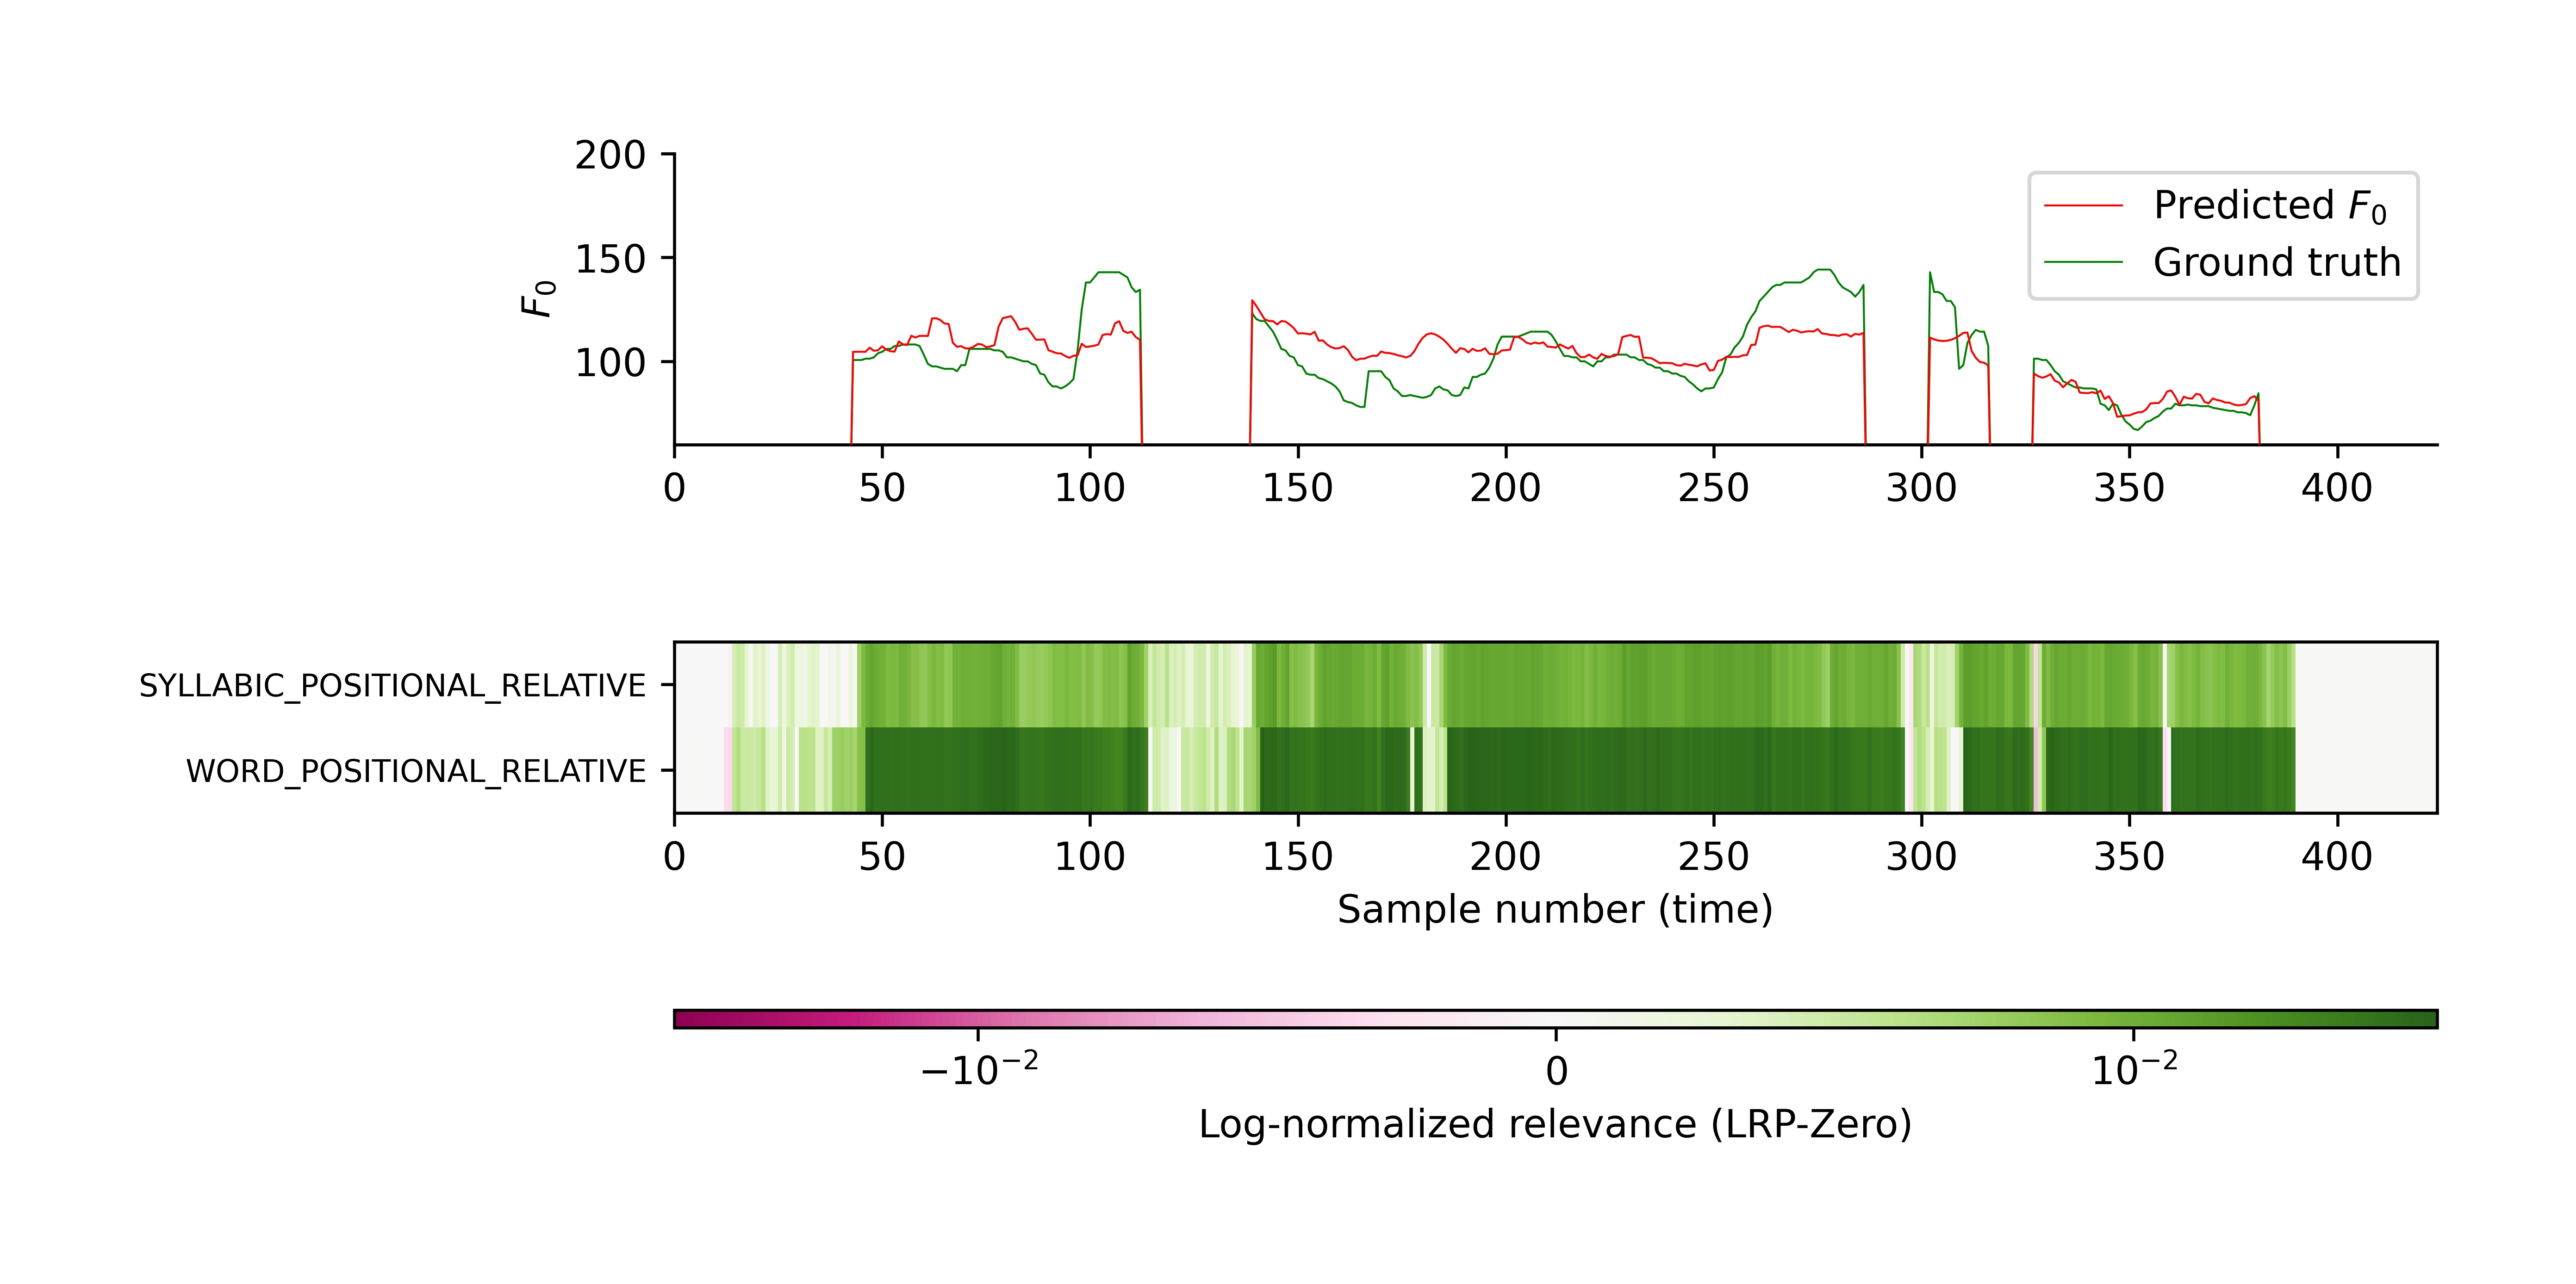 200
150
100
F₀
Predicted F₀
Ground truth
0 50 100 150 200 250 300 350 400
SYLLABIC_POSITIONAL_RELATIVE
WORD_POSITIONAL_RELATIVE
0 50 100 150 200 250 300 350 400
Sample number (time)
−10⁻² 0 10⁻²
Log-normalized relevance (LRP-Zero)